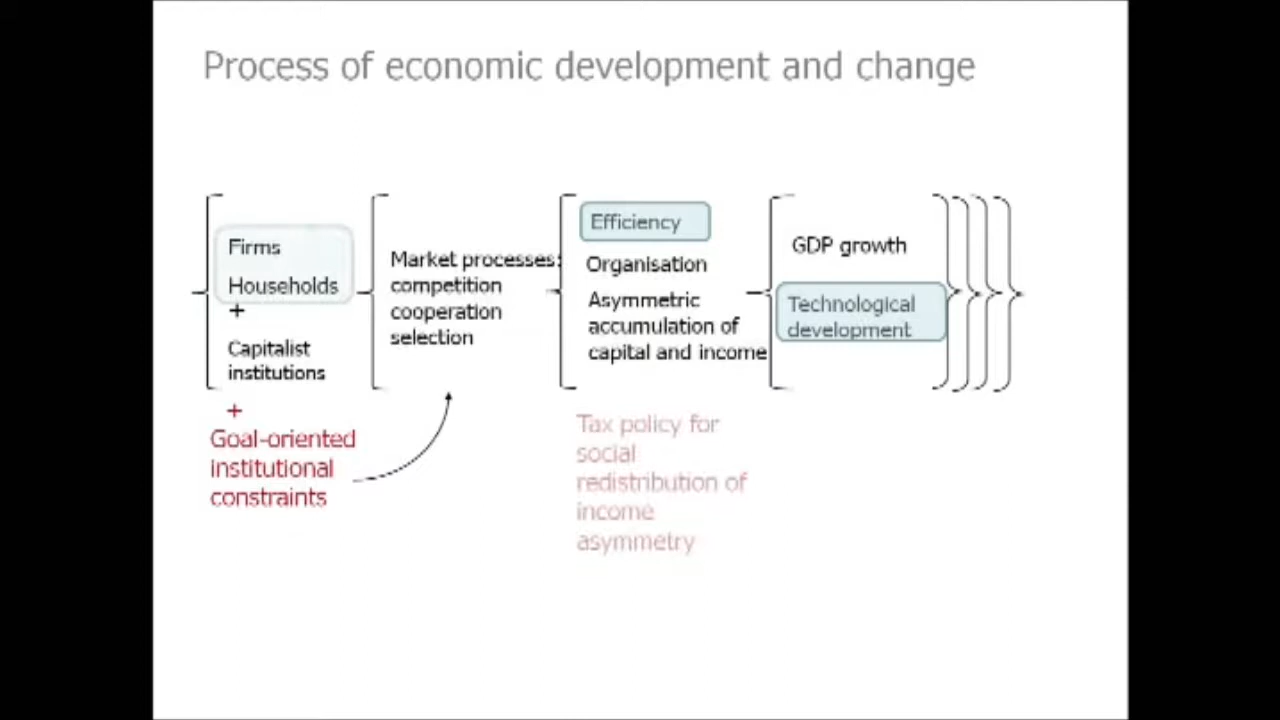 Process of economic development and change
Firms
Households
+
Capitalist
institutions
+
Goal-oriented
institutional
constraints
Market processes:
competition
cooperation
selection
Efficiency
Organisation
Asymmetric
accumulation of
capital and income
Tax policy for
social
redistribution of
income
asymmetry
GDP growth
Technological
development